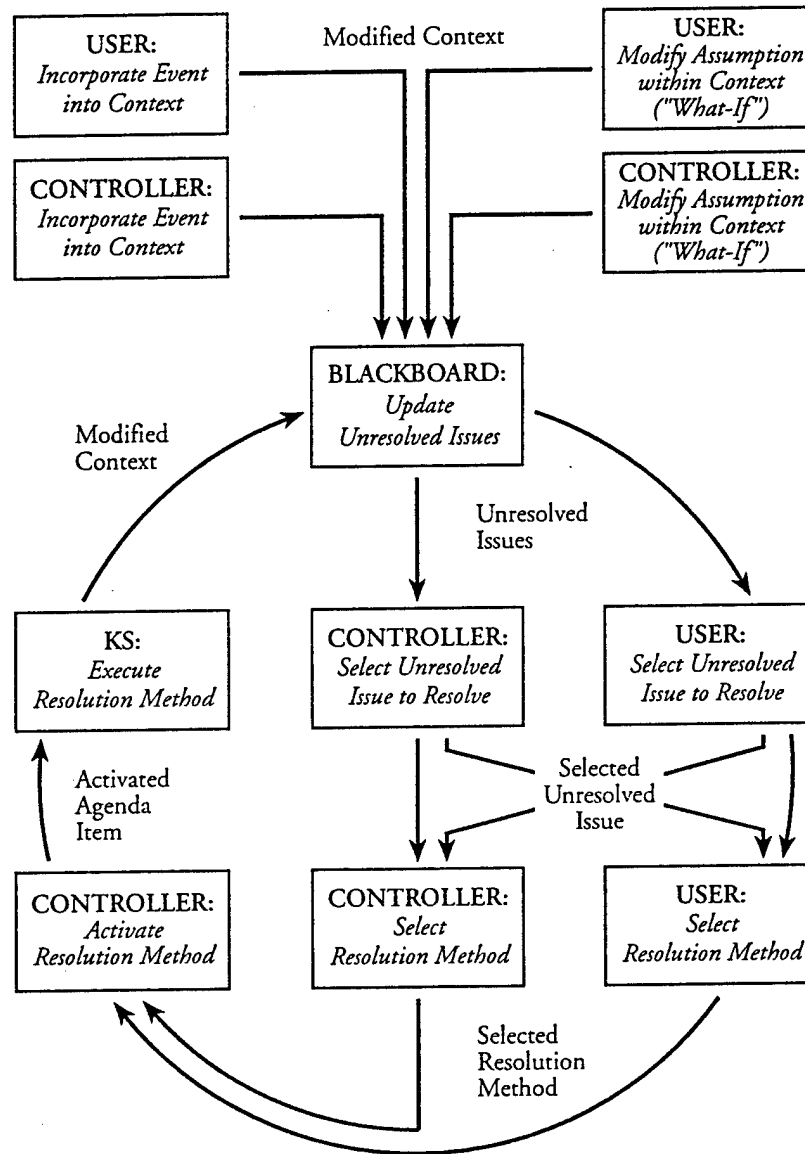 USER:
Incorporate Event
into Context
Modified Context
USER:
Modify Assumption
within Context
("What-If")
CONTROLLER:
Incorporate Event
into Context
CONTROLLER:
Modify Assumption
within Context
("What-If")
BLACKBOARD:
Update
Unresolved Issues
Modified
Context
Unresolved
Issues
KS:
Execute
Resolution Method
CONTROLLER:
Select Unresolved
Issue to Resolve
USER:
Select Unresolved
Issue to Resolve
Activated
Agenda
Item
Selected
Unresolved
Issue
CONTROLLER:
Activate
Resolution Method
CONTROLLER:
Select
Resolution Method
USER:
Select
Resolution Method
Selected
Resolution
Method